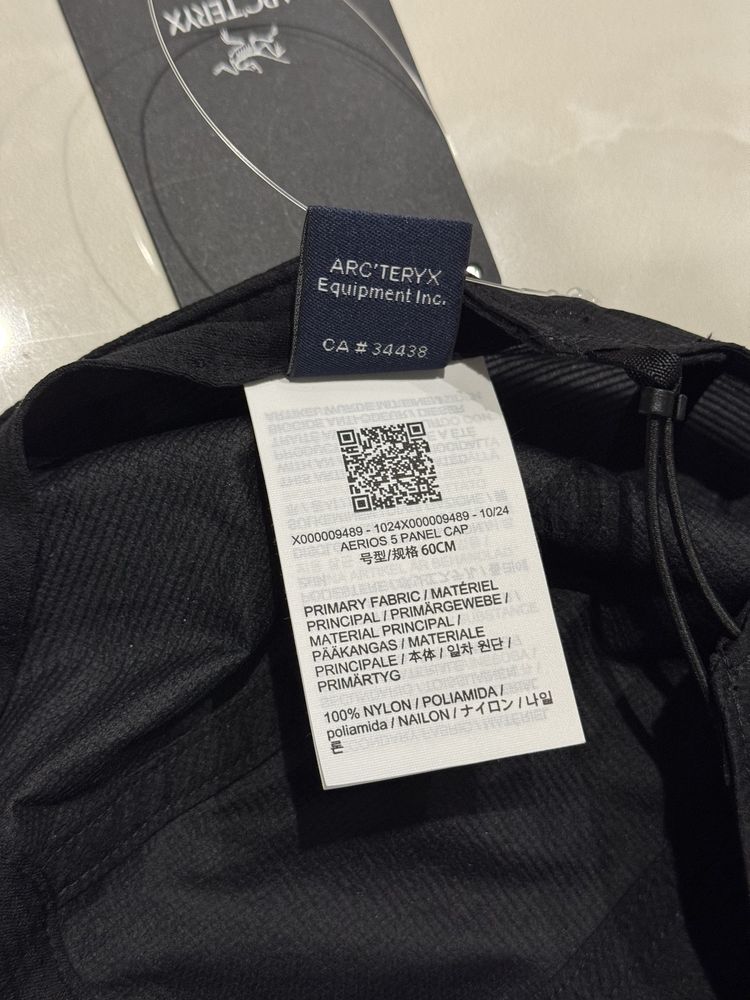 ARC'TERYX
ARC'TERYX
Equipment Inc.
CA # 34438
X000009489 - 1024X000009489 - 10/24
AERIOS 5 PANEL CAP
号型/规格 60CM
PRIMARY FABRIC / MATÉRIEL
PRINCIPAL / PRIMÄRGEWEBE /
MATERIAL PRINCIPAL /
PÄÄKANGAS / MATERIALE
PRINCIPALE / 本体 / 일차 원단 /
PRIMÄRTYG
100% NYLON / POLIAMIDA /
poliamida / NAILON / ナイロン / 나일
론